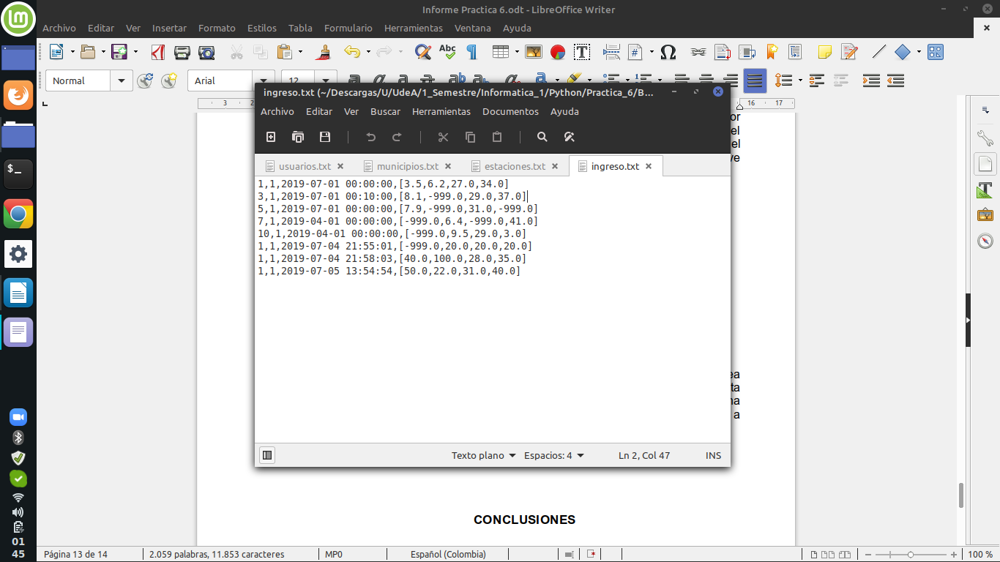 Informe Practica 6.odt - LibreOffice Writer
Archivo Editar Ver Insertar Formato Estilos Tabla Formulario Herramientas Ventana Ayuda
Abc
Normal Arial 12
3 2 16 17
ingreso.txt (~/Descargas/U/UdeA/1_Semestre/Informatica_1/Python/Practica_6/B...
Archivo Editar Ver Buscar Herramientas Documentos Ayuda
usuarios.txt municipios.txt estaciones.txt ingreso.txt
1,1,2019-07-01 00:00:00,[3.5,6.2,27.0,34.0]
3,1,2019-07-01 00:10:00,[8.1,-999.0,29.0,37.0]
5,1,2019-07-01 00:00:00,[7.9,-999.0,31.0,-999.0]
7,1,2019-04-01 00:00:00,[-999.0,6.4,-999.0,41.0]
10,1,2019-04-01 00:00:00,[-999.0,9.5,29.0,3.0]
1,1,2019-07-04 21:55:01,[-999.0,20.0,20.0,20.0]
1,1,2019-07-04 21:58:03,[40.0,100.0,28.0,35.0]
1,1,2019-07-05 13:54:54,[50.0,22.0,31.0,40.0]
Texto plano Espacios: 4 Ln 2, Col 47 INS
CONCLUSIONES
01
45
Página 13 de 14 2.059 palabras, 11.853 caracteres MP0 Español (Colombia) 100 %